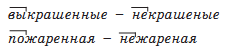 выкрашенные – некрашеные
пожаренная – нежареная